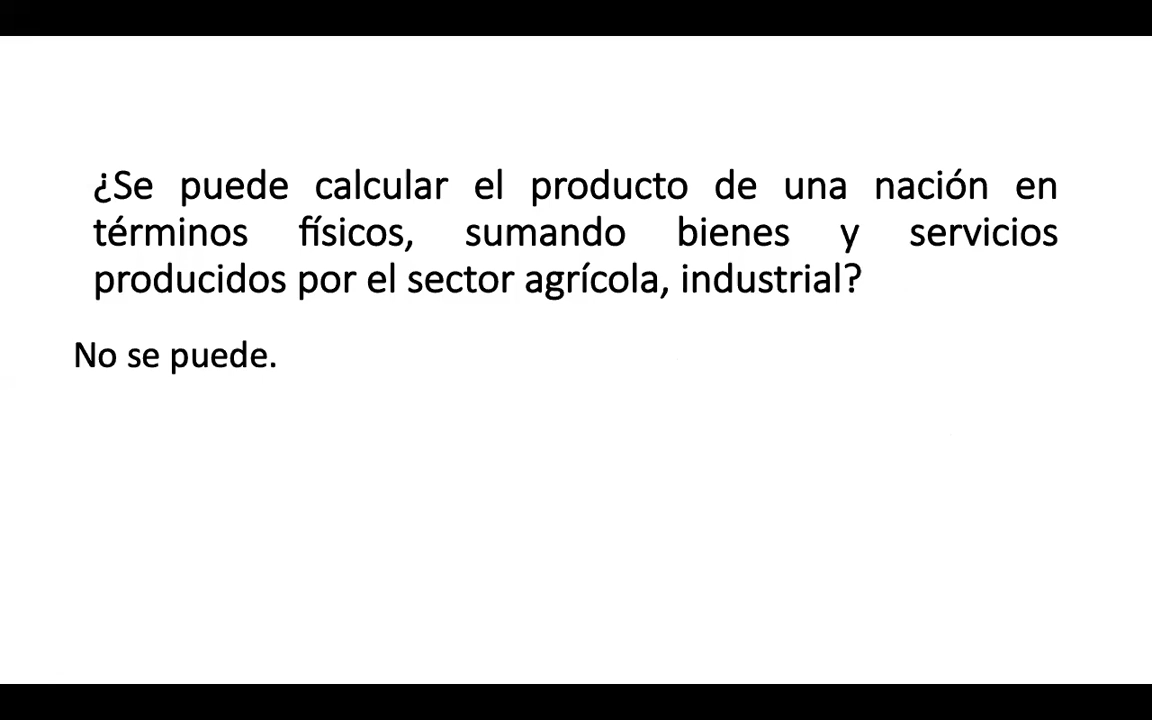 ¿Se puede calcular el producto de una nación en
términos físicos, sumando bienes y servicios
producidos por el sector agrícola, industrial?
No se puede.